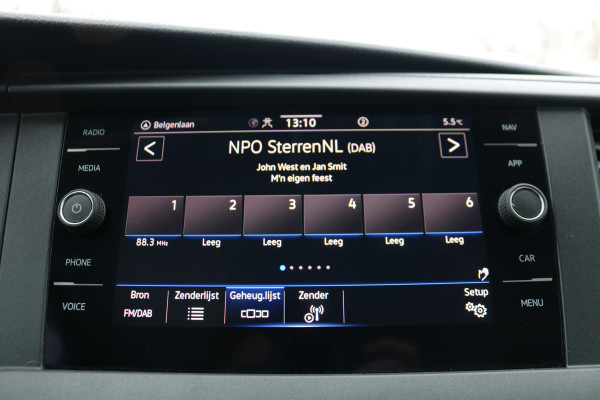 RADIO
MEDIA
PHONE
VOICE
NAV
APP
CAR
MENU
Belgenlaan
13:10
2
5.5°C
<
NPO SterrenNL (DAB)
>
John West en Jan Smit
M'n eigen feest
1 2 3 4 5 6
88.3 MHz Leeg Leeg Leeg Leeg Leeg
Bron Zenderlijst Geheug.lijst Zender Setup
FM/DAB